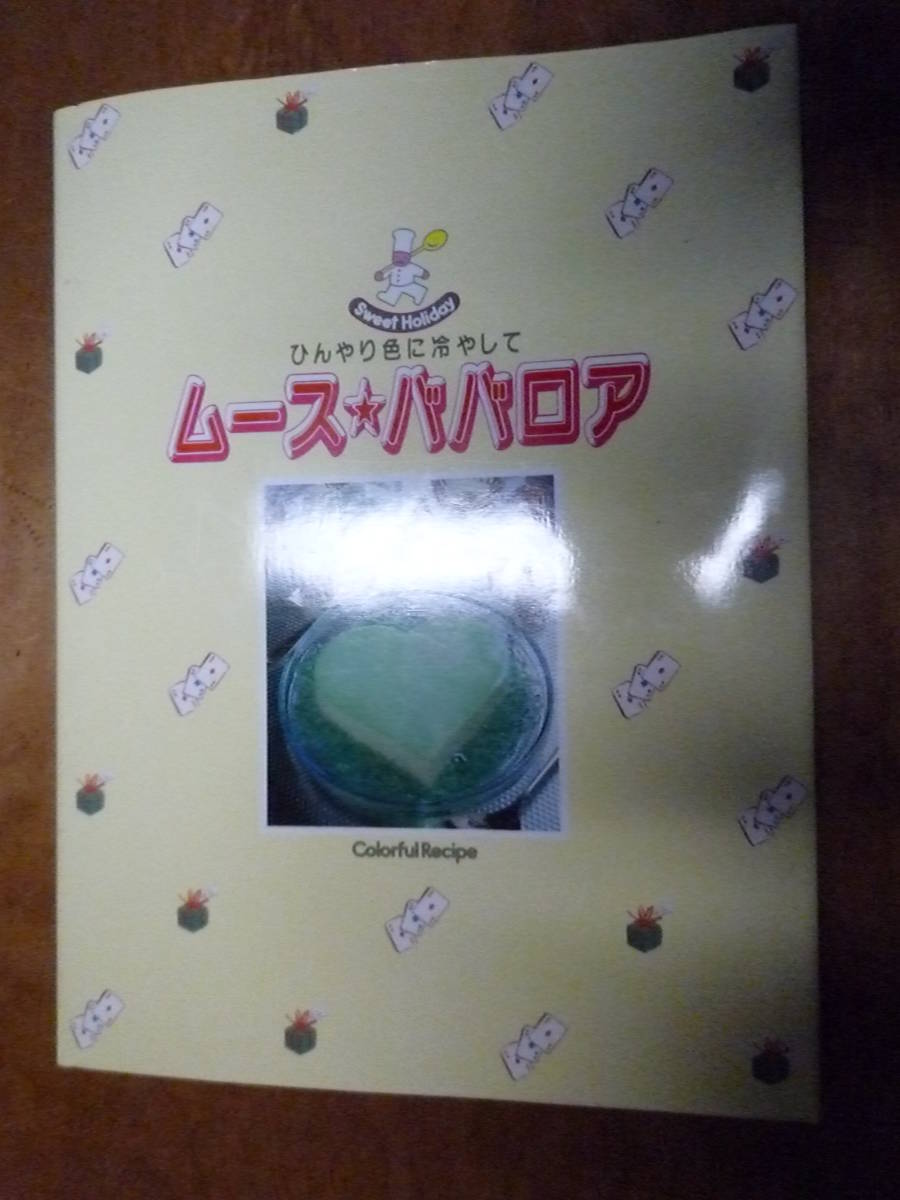 Sweet Holiday
ひんやり色に冷やして
ムース★ババロア
Colorful Recipe